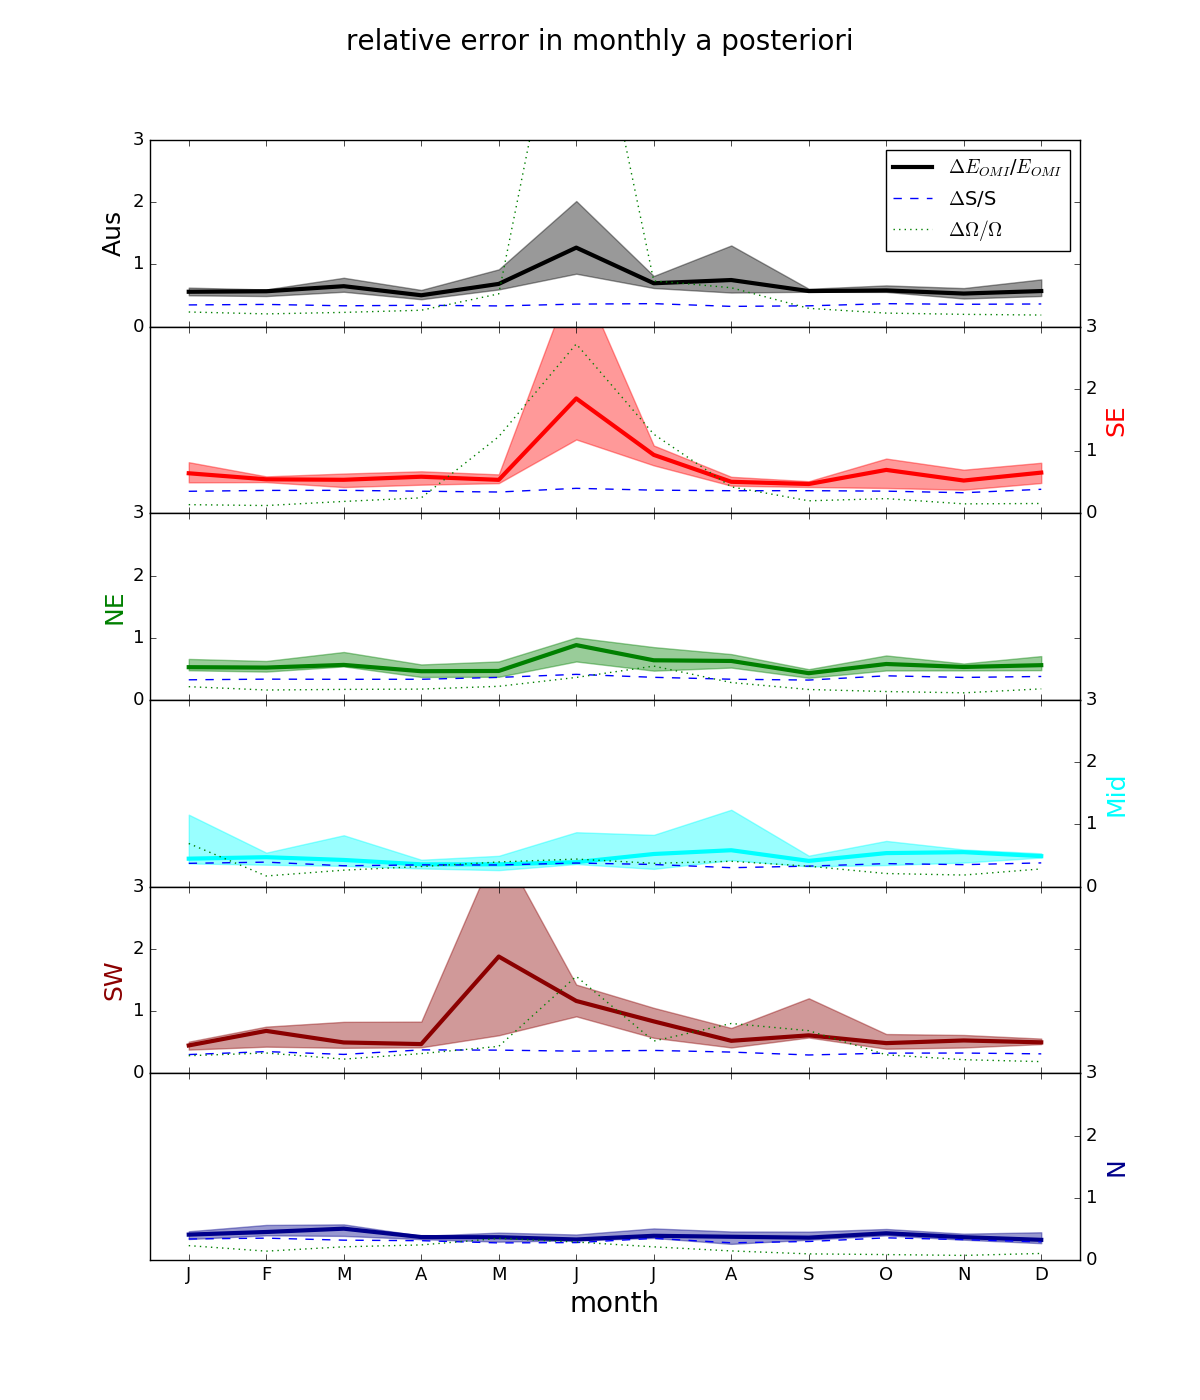 relative error in monthly a posteriori
3
2
1
0
Aus
ΔE_OMI/E_OMI
ΔS/S
ΔΩ/Ω
3
2
1
0
SE
3
2
1
0
NE
3
2
1
0
Mid
3
2
1
0
SW
3
2
1
0
N
J F M A M J J A S O N D
month